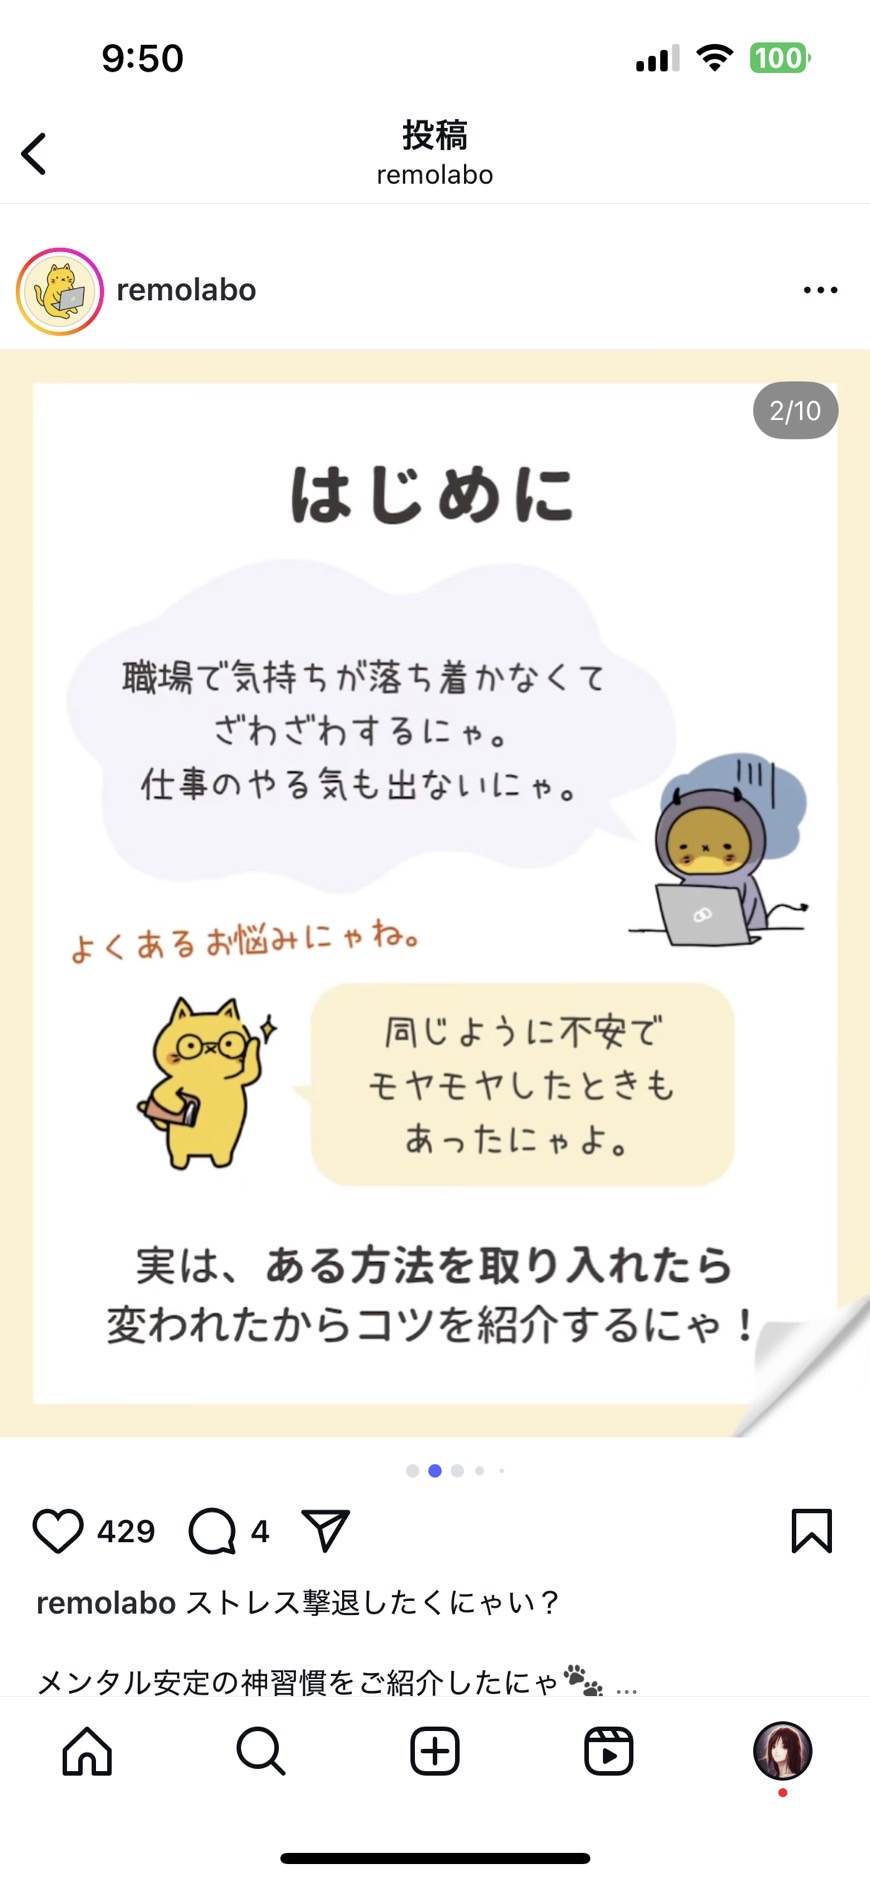 9:50
100
投稿
remolabo
remolabo
2/10
はじめに
職場で気持ちが落ち着かなくて
ざわざわするにゃ。
仕事のやる気も出ないにゃ。
よくあるお悩みにゃね。
同じように不安で
モヤモヤしたときも
あったにゃよ。
実は、ある方法を取り入れたら
変われたからコツを紹介するにゃ！
429
4
remolabo ストレス撃退したくにゃい？
メンタル安定の神習慣をご紹介したにゃ🐾 ...